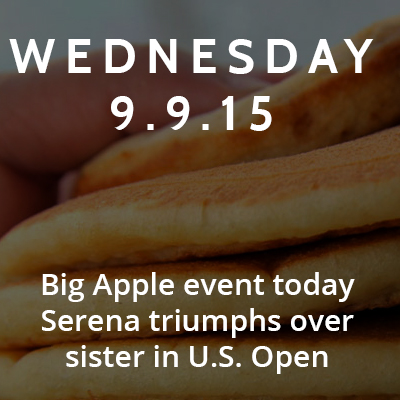 WEDNESDAY
9.9.15
Big Apple event today
Serena triumphs over
sister in U.S. Open